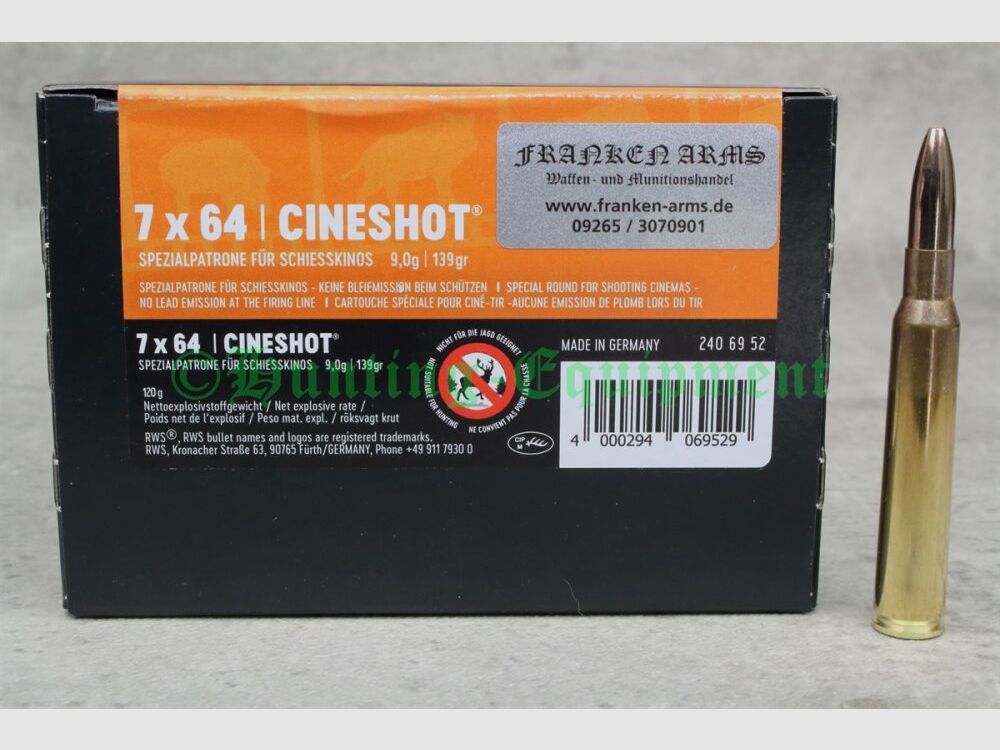 FRANKEN ARMS
Waffen- und Munitionshandel
www.franken-arms.de
09265 / 3070901
7 x 64 | CINESHOT®
SPEZIALPATRONE FÜR SCHIESSKINOS 9,0g | 139gr
SPEZIALPATRONE FÜR SCHIESSKINOS - KEINE BLEIEMISSION BEIM SCHÜTZEN | SPECIAL ROUND FOR SHOOTING CINEMAS -
NO LEAD EMISSION AT THE FIRING LINE | CARTOUCHE SPÉCIALE POUR CINÉ-TIR -AUCUNE EMISSION DE PLOMB LORS DU TIR
7 x 64 | CINESHOT®
SPEZIALPATRONE FÜR SCHIESSKINOS 9,0g | 139gr
120 g
Nettoexplosivstoffgewicht / Net explosive rate /
Poids net de l'explosif / Peso mat. expl. / röksvagt krut
RWS®, RWS bullet names and logos are registered trademarks.
RWS, Kronacher Straße 63, 90765 Fürth/GERMANY, Phone +49 911 7930 0
NICHT FÜR DIE JAGD GEEIGNET
NOT SUITABLE FOR HUNTING
NE CONVIENT PAS POUR LA CHASSE
CIP
M
MADE IN GERMANY 240 69 52
4 000294 069529
©Hunting Equipment